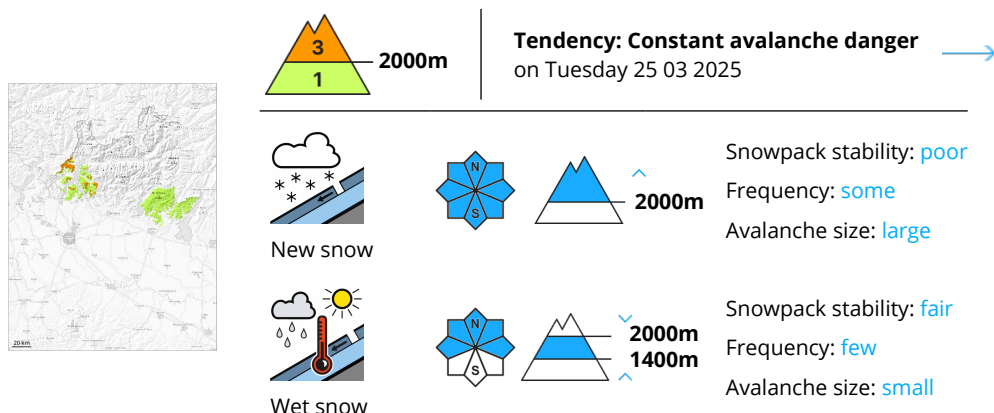 3
1
2000m
Tendency: Constant avalanche danger
on Tuesday 25 03 2025
20 km
New snow
N
S
2000m
Snowpack stability: poor
Frequency: some
Avalanche size: large
Wet snow
N
S
2000m
1400m
Snowpack stability: fair
Frequency: few
Avalanche size: small